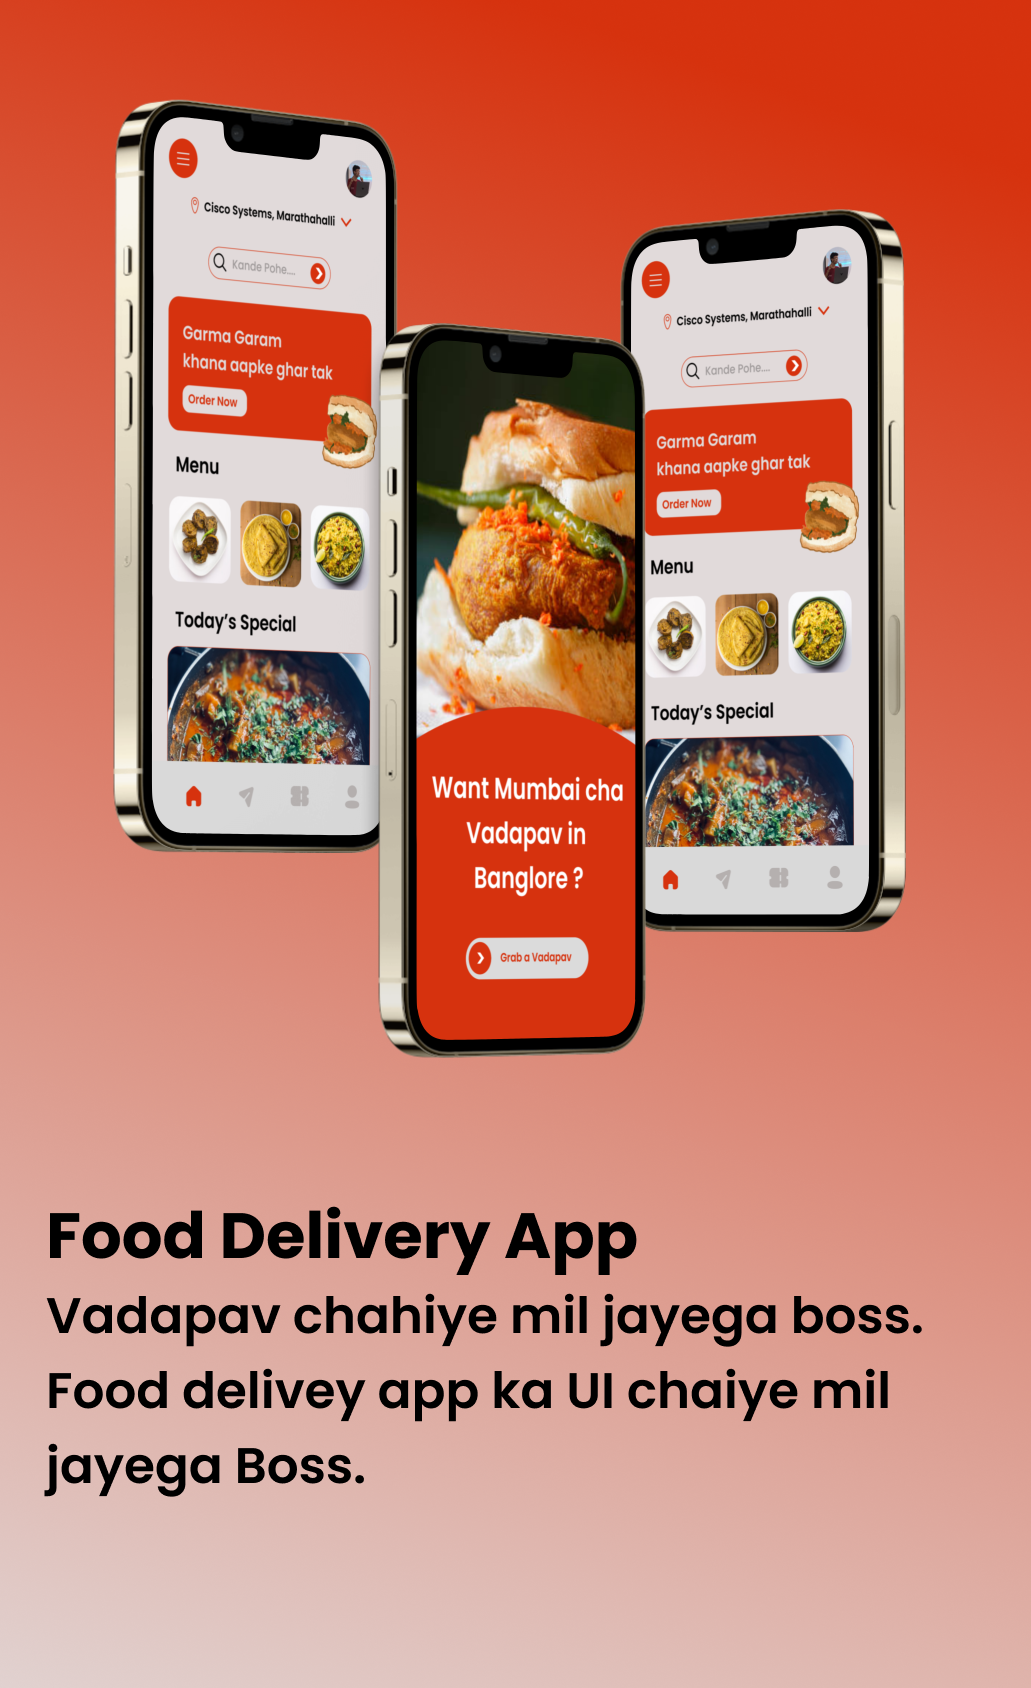 Cisco Systems, Marathahalli
Kande Pohe....
Garma Garam
khana aapke ghar tak
Order Now
Menu
Today's Special
Want Mumbai cha
Vadapav in
Banglore ?
Grab a Vadapav
Cisco Systems, Marathahalli
Kande Pohe....
Garma Garam
khana aapke ghar tak
Order Now
Menu
Today's Special
Food Delivery App
Vadapav chahiye mil jayega boss.
Food delivey app ka UI chaiye mil
jayega Boss.